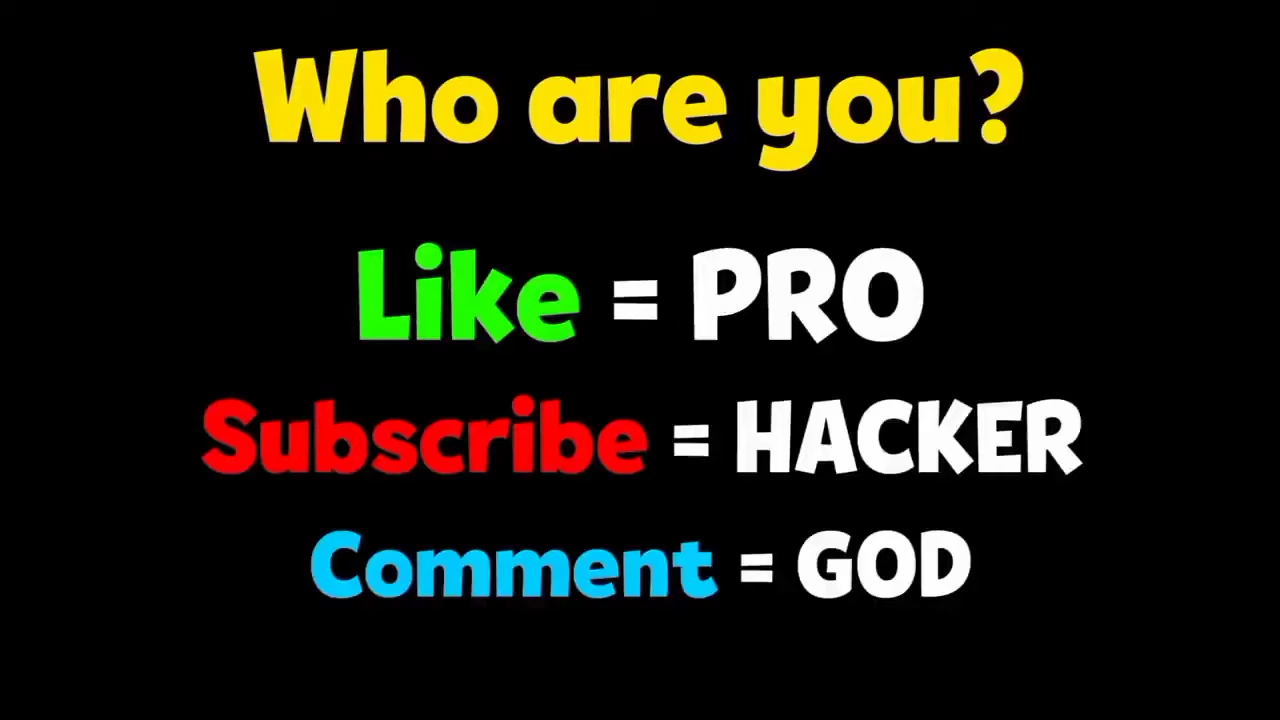 Who are you?
Like = PRO
Subscribe = HACKER
Comment = GOD